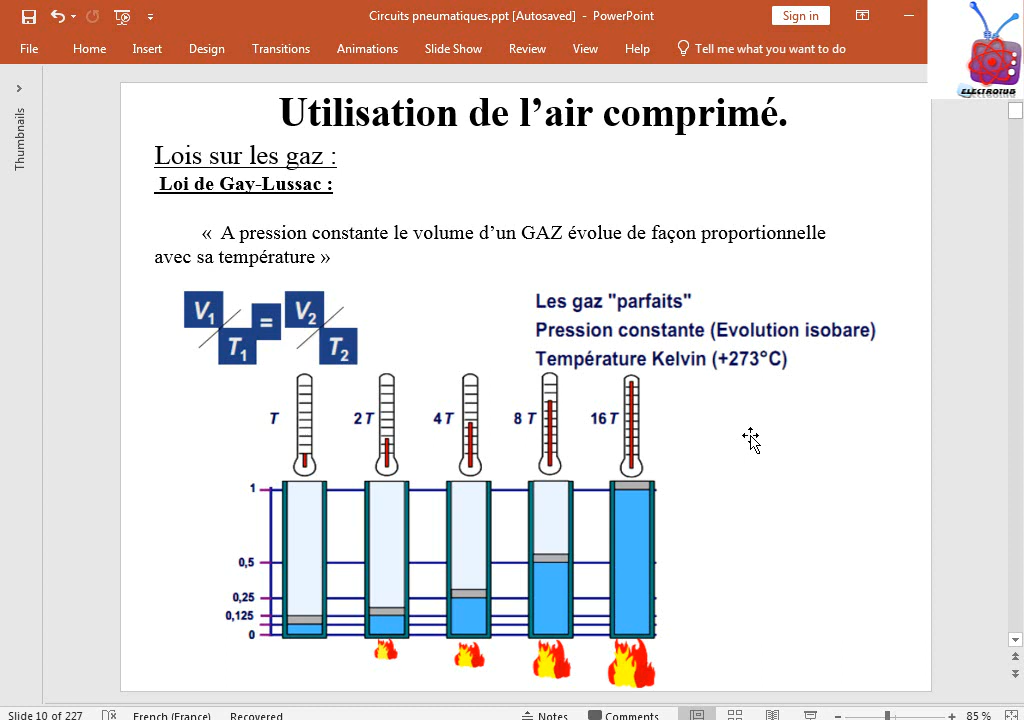 Circuits pneumatiques.ppt [Autosaved] - PowerPoint
Sign in
File Home Insert Design Transitions Animations Slide Show Review View Help Tell me what you want to do
ELECTROTUB
Thumbnails
Utilisation de l’air comprimé.
Lois sur les gaz :
Loi de Gay-Lussac :
« A pression constante le volume d’un GAZ évolue de façon proportionnelle
avec sa température »
V1 / T1 = V2 / T2
Les gaz "parfaits"
Pression constante (Evolution isobare)
Température Kelvin (+273°C)
T 2 T 4 T 8 T 16 T
1
0,5
0,25
0,125
0
Slide 10 of 227 French (France) Recovered Notes Comments 85 %